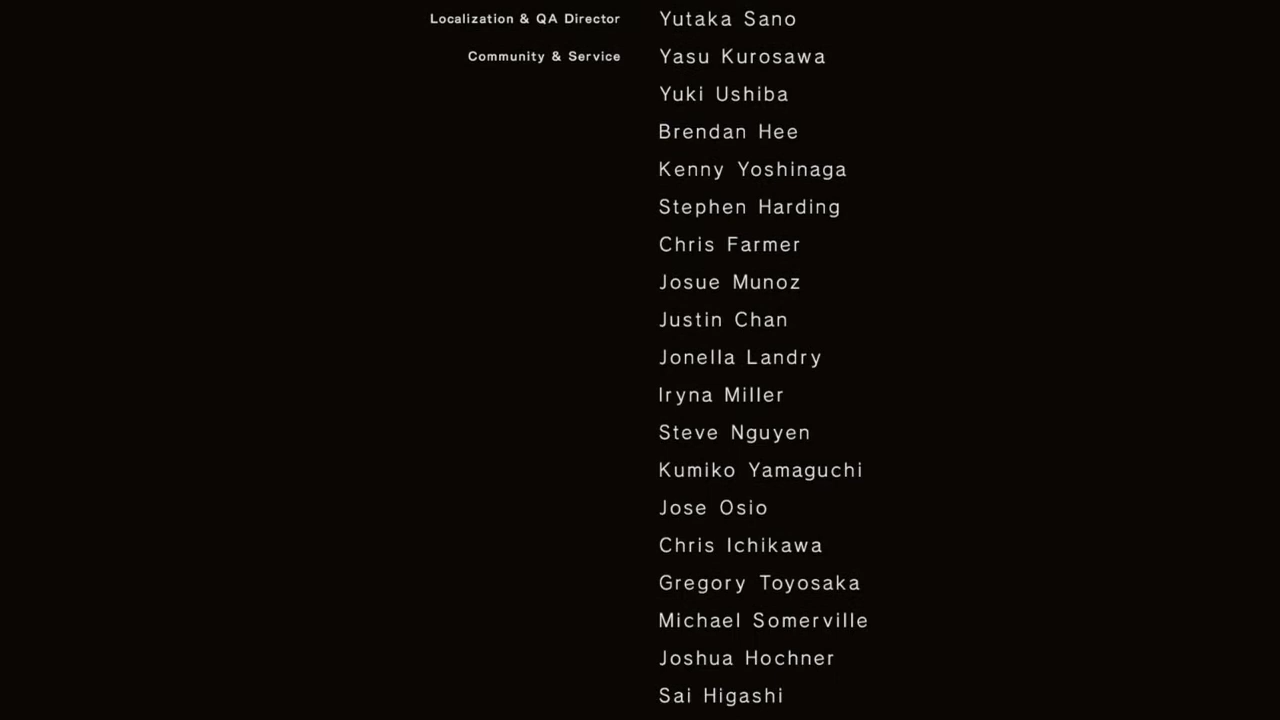 Localization & QA Director Yutaka Sano
Community & Service Yasu Kurosawa
Yuki Ushiba
Brendan Hee
Kenny Yoshinaga
Stephen Harding
Chris Farmer
Josue Munoz
Justin Chan
Jonella Landry
Iryna Miller
Steve Nguyen
Kumiko Yamaguchi
Jose Osio
Chris Ichikawa
Gregory Toyosaka
Michael Somerville
Joshua Hochner
Sai Higashi